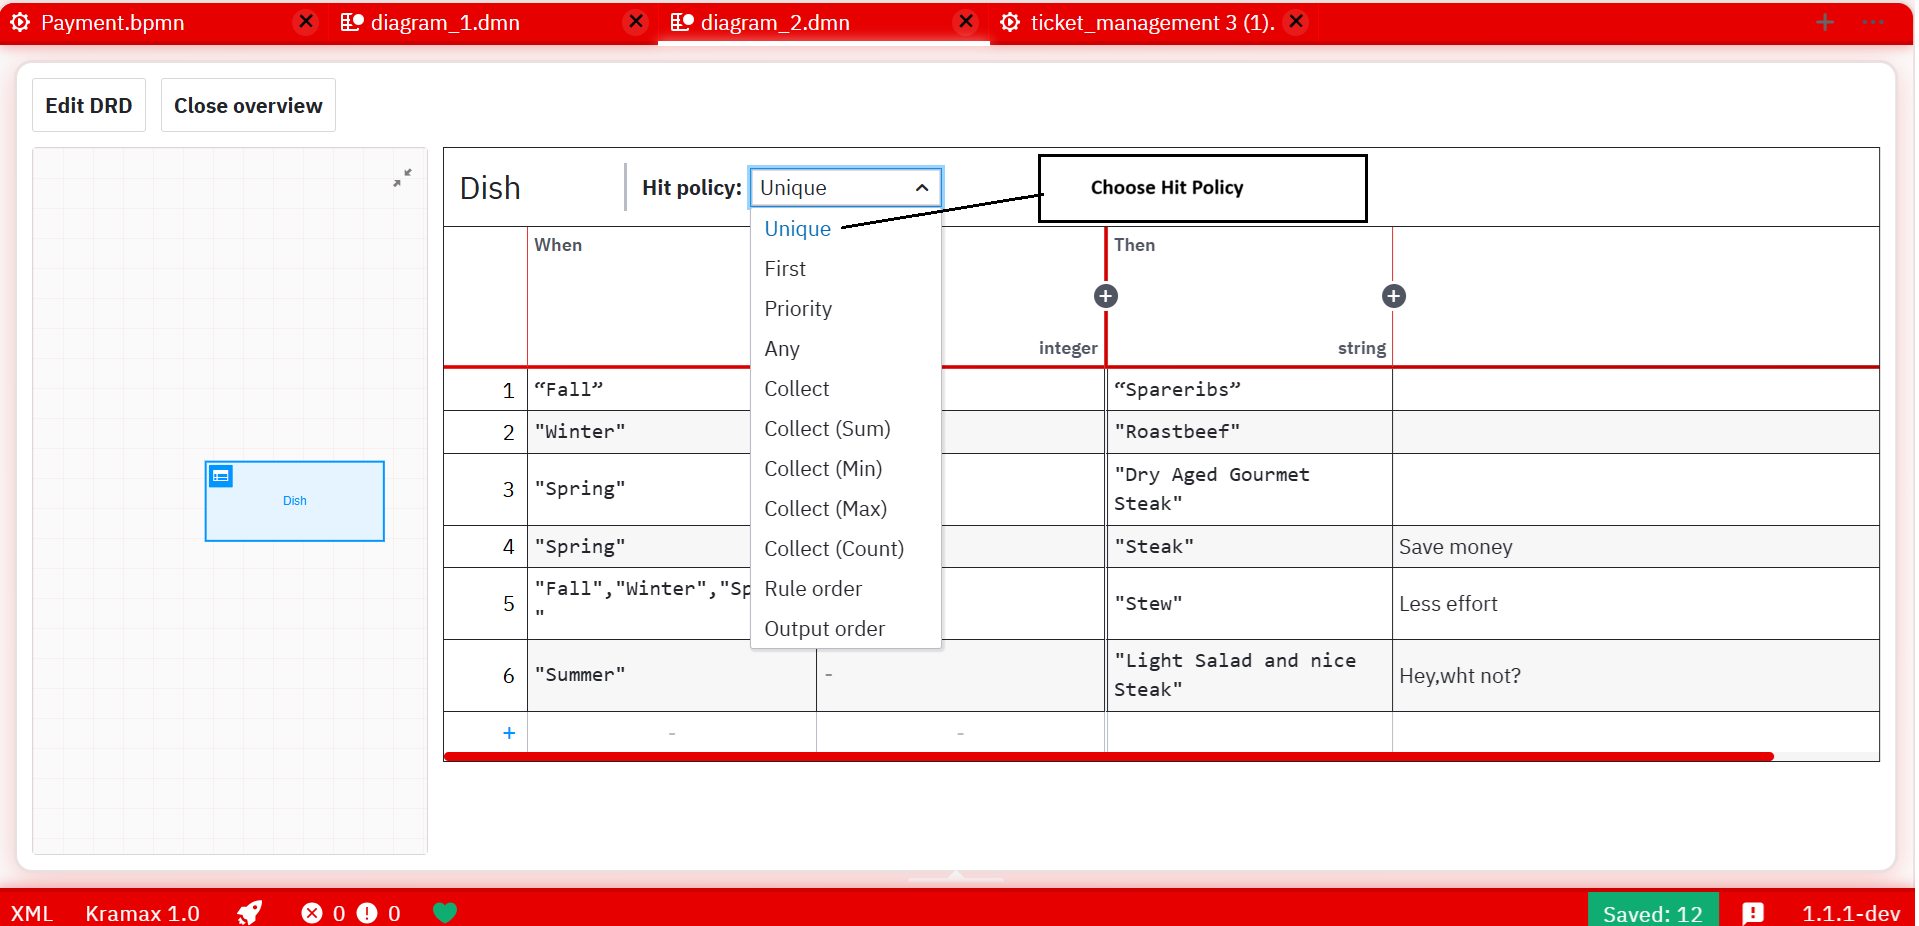 Payment.bpmn diagram_1.dmn diagram_2.dmn ticket_management 3 (1).
Edit DRD Close overview
Dish Hit policy: Unique Choose Hit Policy
Unique
First
Priority
Any
Collect
Collect (Sum)
Collect (Min)
Collect (Max)
Collect (Count)
Rule order
Output order
When Then
integer string
1 “Fall” “Spareribs”
2 "Winter" "Roastbeef"
3 "Spring" "Dry Aged Gourmet
Steak"
4 "Spring" "Steak" Save money
5 "Fall","Winter","Sp
" "Stew" Less effort
6 "Summer" - "Light Salad and nice
Steak" Hey,wht not?
+ - -
Dish
XML Kramax 1.0 0 0 Saved: 12 1.1.1-dev